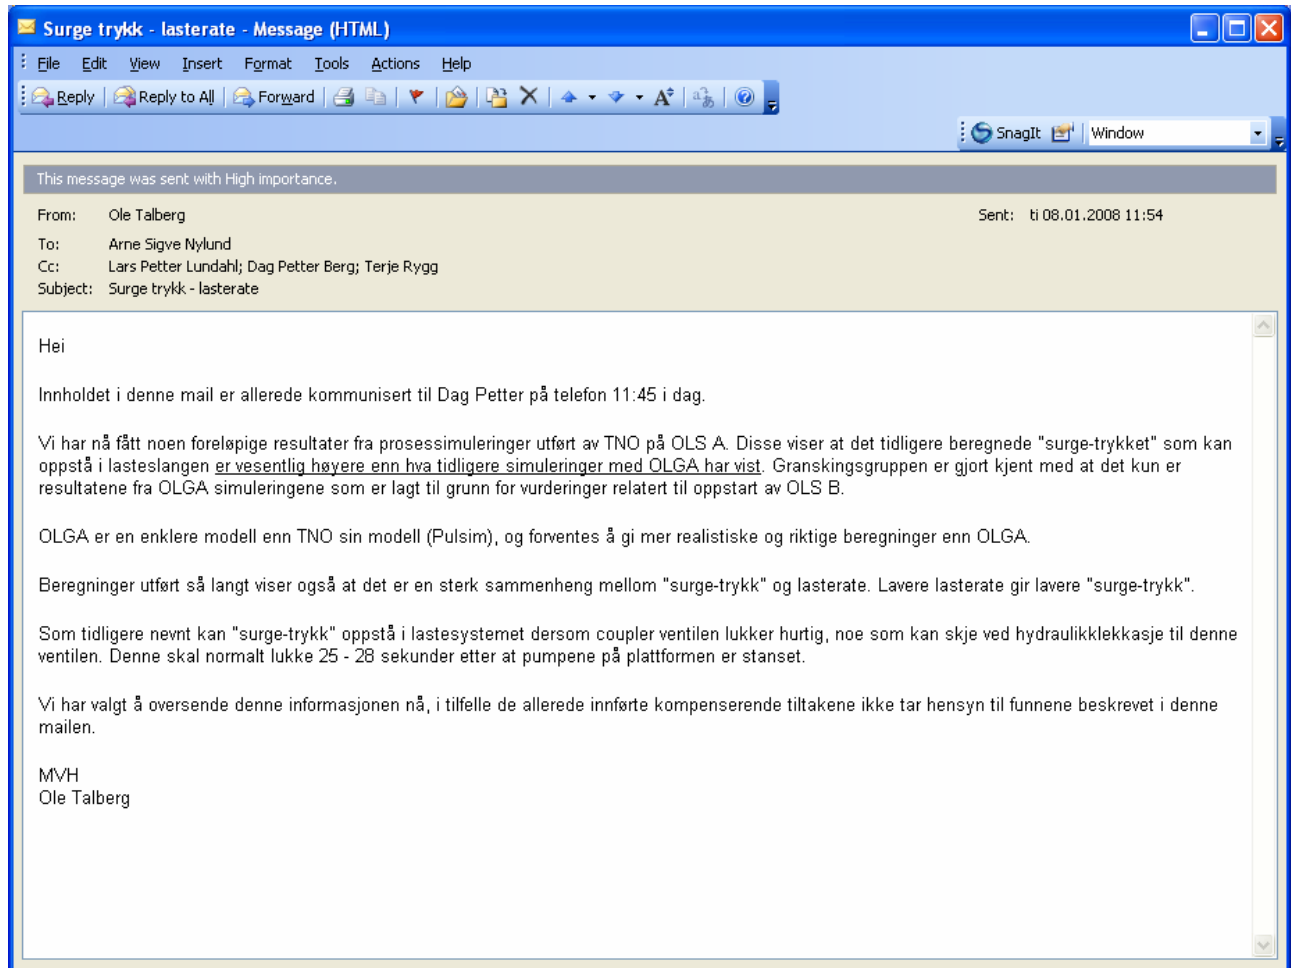 Surge trykk - lasterate - Message (HTML)
File Edit View Insert Format Tools Actions Help
Reply Reply to All Forward
SnagIt Window
This message was sent with High importance.
From: Ole Talberg Sent: ti 08.01.2008 11:54
To: Arne Sigve Nylund
Cc: Lars Petter Lundahl; Dag Petter Berg; Terje Rygg
Subject: Surge trykk - lasterate
Hei
Innholdet i denne mail er allerede kommunisert til Dag Petter på telefon 11:45 i dag.
Vi har nå fått noen foreløpige resultater fra prosessimuleringer utført av TNO på OLS A. Disse viser at det tidligere beregnede "surge-trykket" som kan
oppstå i lasteslangen er vesentlig høyere enn hva tidligere simuleringer med OLGA har vist. Granskingsgruppen er gjort kjent med at det kun er
resultatene fra OLGA simuleringene som er lagt til grunn for vurderinger relatert til oppstart av OLS B.
OLGA er en enklere modell enn TNO sin modell (Pulsim), og forventes å gi mer realistiske og riktige beregninger enn OLGA.
Beregninger utført så langt viser også at det er en sterk sammenheng mellom "surge-trykk" og lasterate. Lavere lasterate gir lavere "surge-trykk".
Som tidligere nevnt kan "surge-trykk" oppstå i lastesystemet dersom coupler ventilen lukker hurtig, noe som kan skje ved hydraulikklekkasje til denne
ventilen. Denne skal normalt lukke 25 - 28 sekunder etter at pumpene på plattformen er stanset.
Vi har valgt å oversende denne informasjonen nå, i tilfelle de allerede innførte kompenserende tiltakene ikke tar hensyn til funnene beskrevet i denne
mailen.
MVH
Ole Talberg